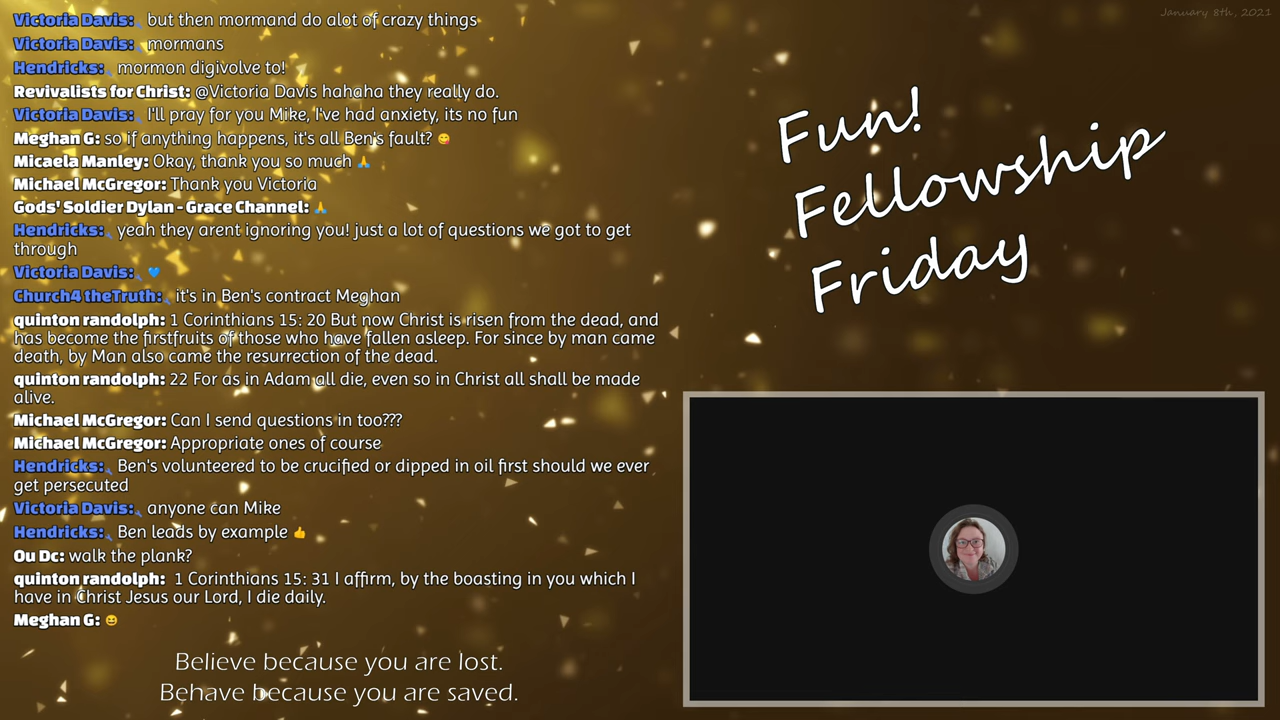 Victoria Davis: but then mormand do alot of crazy things
Victoria Davis: mormans
Hendricks: mormon digivolve to!
Revivalists for Christ: @Victoria Davis hahaha they really do.
Victoria Davis: I'll pray for you Mike, I've had anxiety, its no fun
Meghan G: so if anything happens, it's all Ben's fault? 😋
Micaela Manley: Okay, thank you so much 🙏
Michael McGregor: Thank you Victoria
Gods' Soldier Dylan - Grace Channel: 🙏
Hendricks: yeah they arent ignoring you! just a lot of questions we got to get
through
Victoria Davis: 💙
Church4theTruth: it's in Ben's contract Meghan
quinton randolph: 1 Corinthians 15: 20 But now Christ is risen from the dead, and
has become the firstfruits of those who have fallen asleep. For since by man came
death, by Man also came the resurrection of the dead.
quinton randolph: 22 For as in Adam all die, even so in Christ all shall be made
alive.
Michael McGregor: Can I send questions in too???
Michael McGregor: Appropriate ones of course
Hendricks: Ben's volunteered to be crucified or dipped in oil first should we ever
get persecuted
Victoria Davis: anyone can Mike
Hendricks: Ben leads by example 👍
Ou Dc: walk the plank?
quinton randolph: 1 Corinthians 15: 31 I affirm, by the boasting in you which I
have in Christ Jesus our Lord, I die daily.
Meghan G: 😆
Believe because you are lost.
Behave because you are saved.
January 8th, 2021
Fun!
Fellowship
Friday